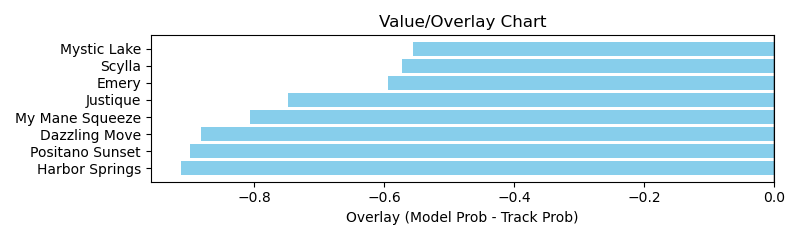 Value/Overlay Chart
Mystic Lake
Scylla
Emery
Justique
My Mane Squeeze
Dazzling Move
Positano Sunset
Harbor Springs
−0.8 −0.6 −0.4 −0.2 0.0
Overlay (Model Prob - Track Prob)